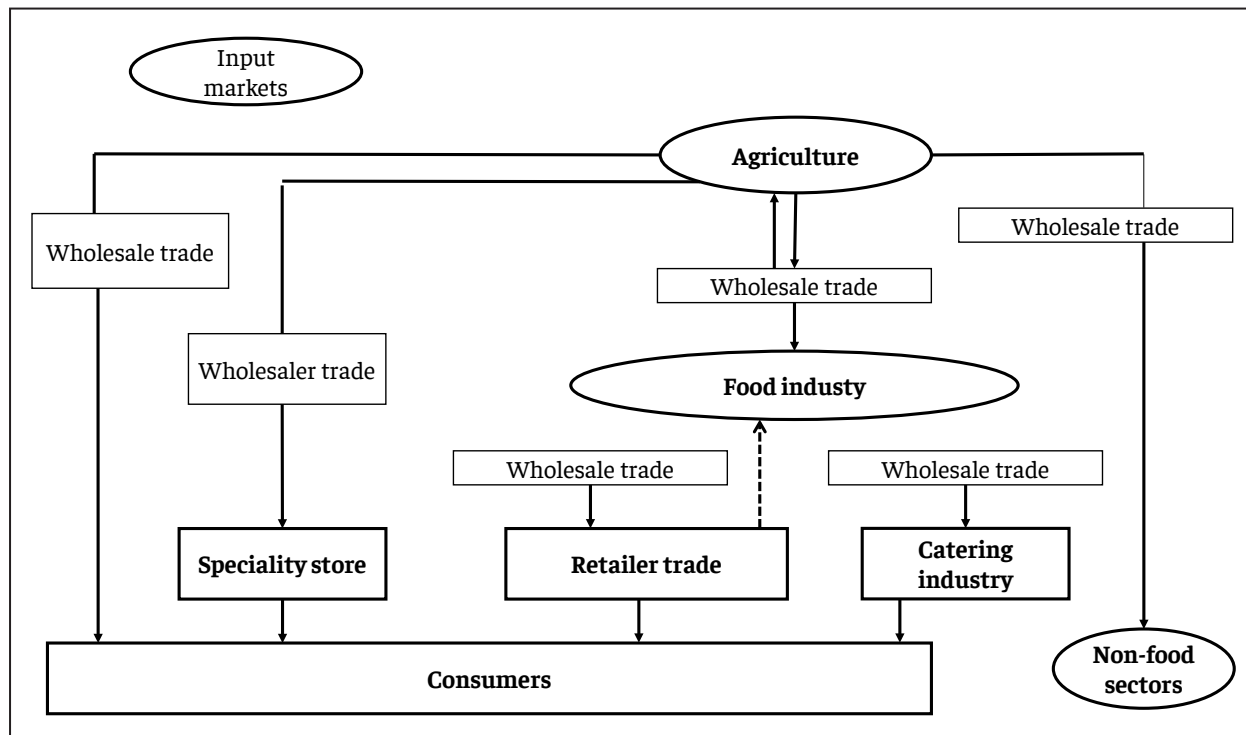 Input
markets
Agriculture
Wholesale trade
Wholesale trade
Wholesale trade
Wholesaler trade
Food industy
Wholesale trade
Wholesale trade
Speciality store
Retailer trade
Catering
industry
Consumers
Non-food
sectors